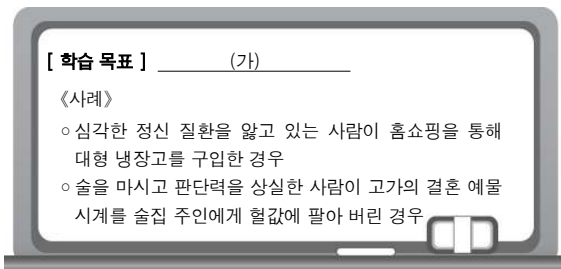 [ 학습 목표 ] (가)
《사례》
○ 심각한 정신 질환을 앓고 있는 사람이 홈쇼핑을 통해
대형 냉장고를 구입한 경우
○ 술을 마시고 판단력을 상실한 사람이 고가의 결혼 예물
시계를 술집 주인에게 헐값에 팔아 버린 경우